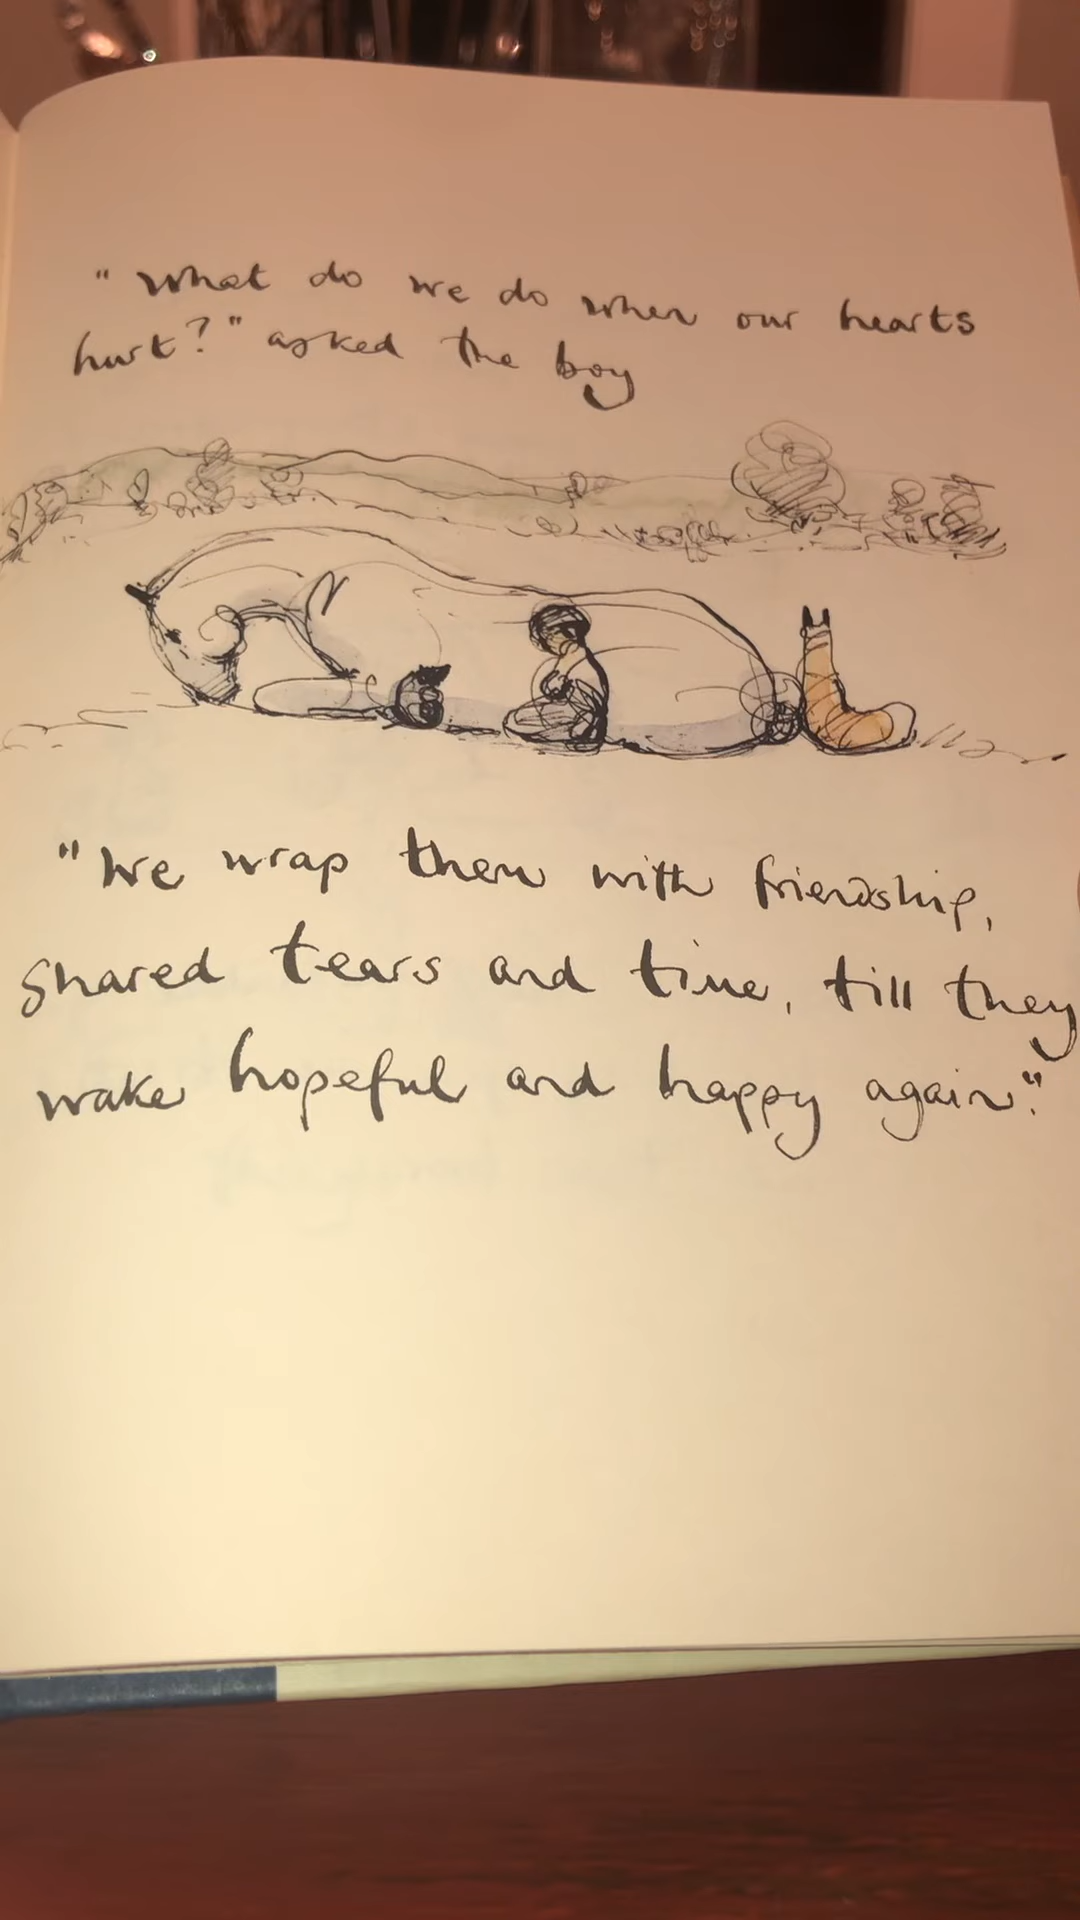 "What do we do when our hearts
hurt?" asked the boy
"We wrap them with friendship,
shared tears and time, till they
wake hopeful and happy again."